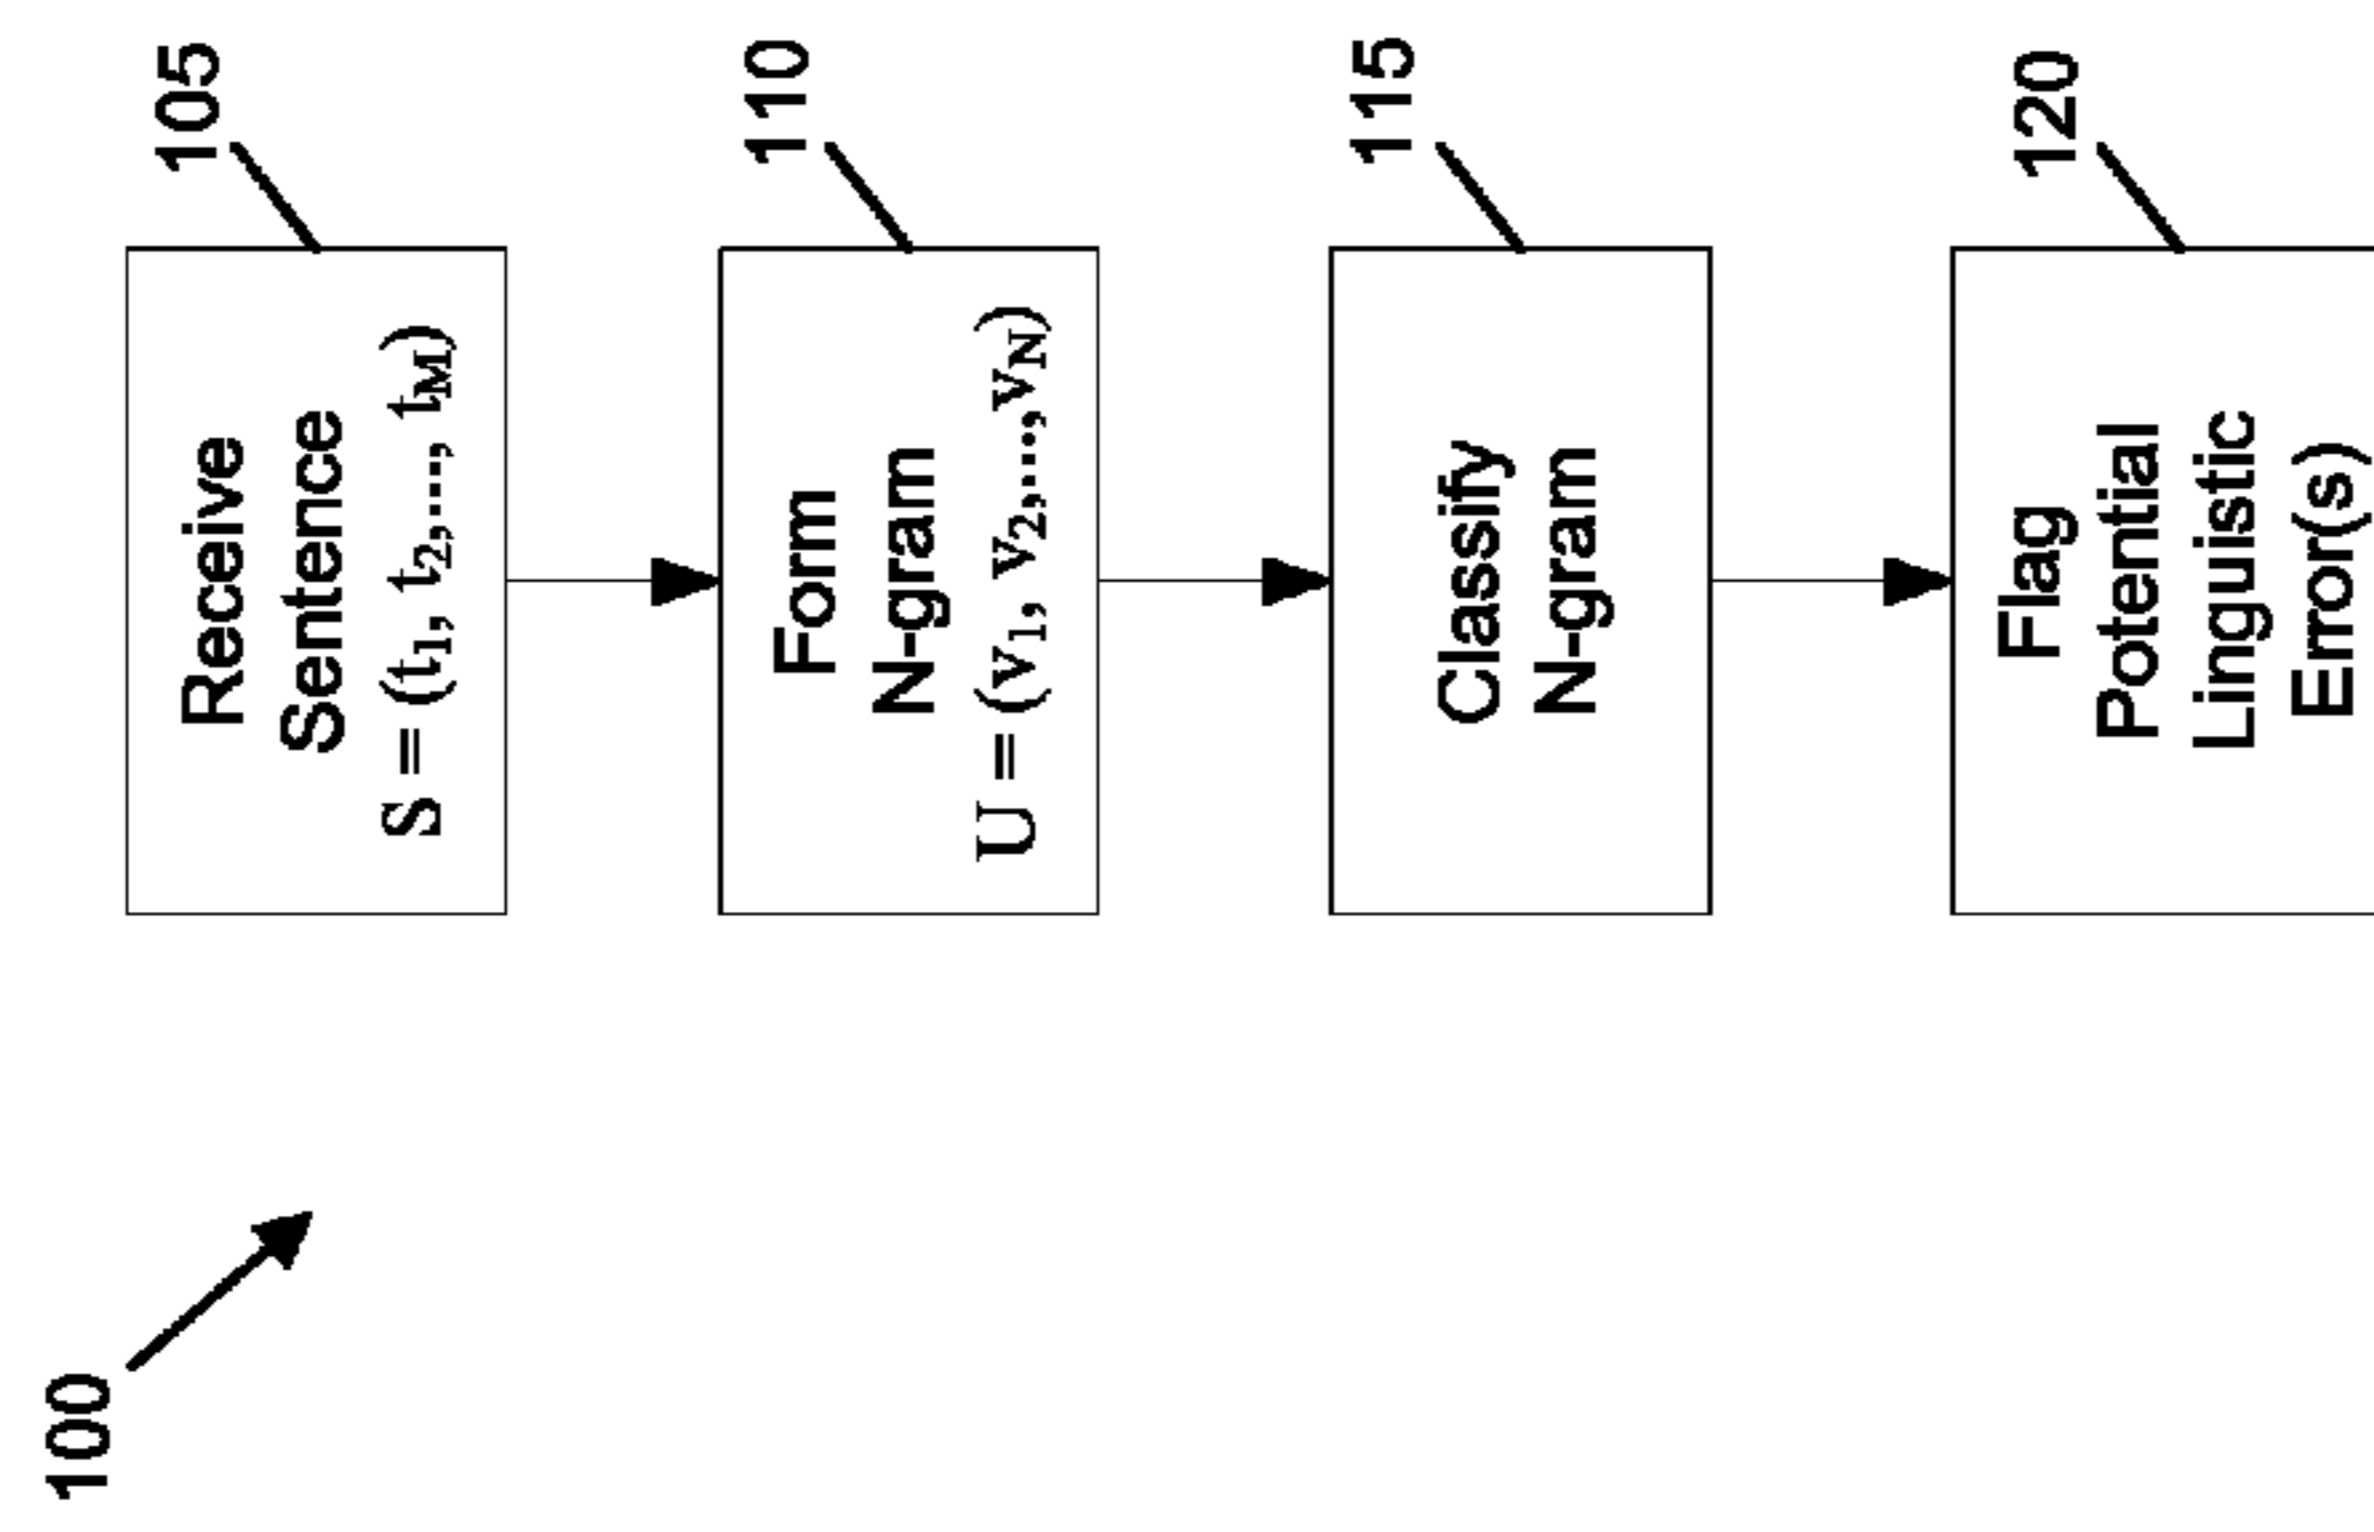 100
105
Receive
Sentence
S = (t1, t2,...., tM)
110
Form
N-gram
U = (v1, v2,...,vN)
115
Classify
N-gram
120
Flag
Potential
Linguistic
Error(s)